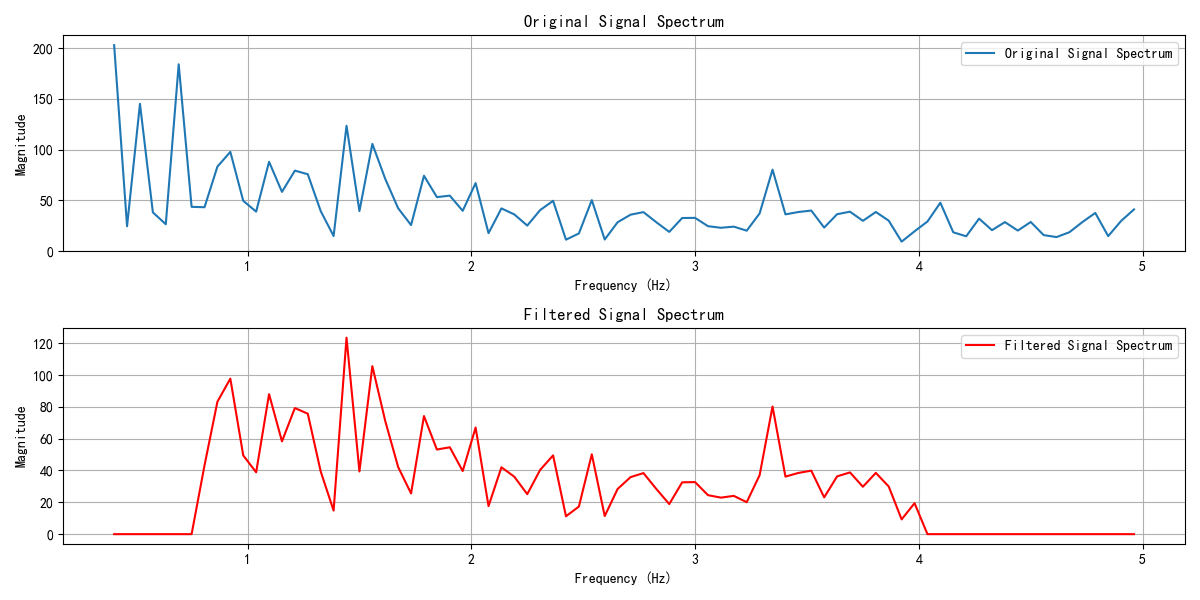 Original Signal Spectrum
Original Signal Spectrum
Magnitude
200
150
100
50
0
1 2 3 4 5
Frequency (Hz)
Filtered Signal Spectrum
Filtered Signal Spectrum
Magnitude
120
100
80
60
40
20
0
1 2 3 4 5
Frequency (Hz)